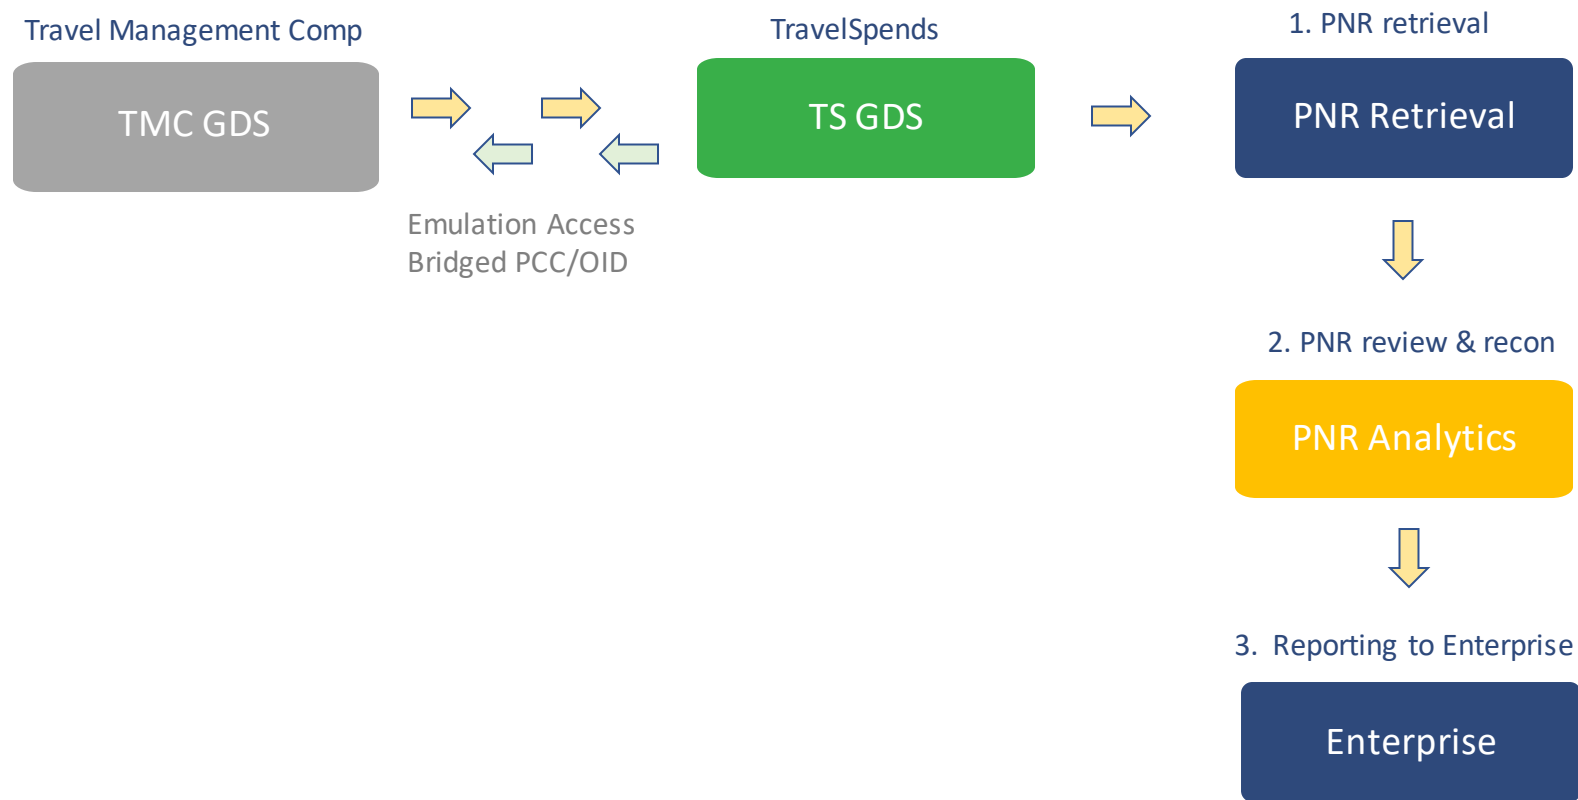 Travel Management Comp
TMC GDS
Emulation Access
Bridged PCC/OID
TravelSpends
TS GDS
1. PNR retrieval
PNR Retrieval
2. PNR review & recon
PNR Analytics
3. Reporting to Enterprise
Enterprise